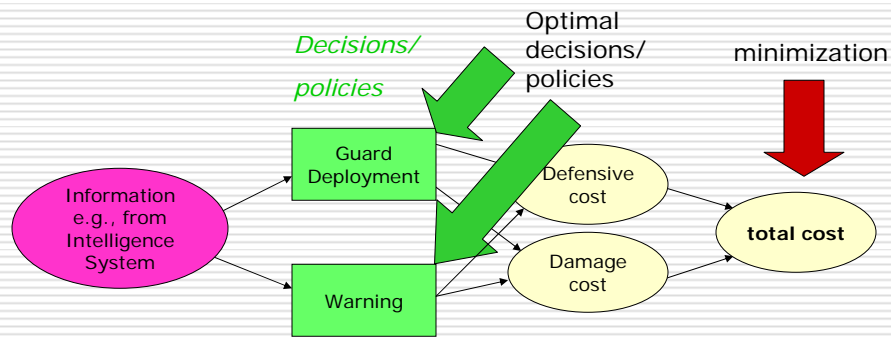 Decisions/
policies
Optimal
decisions/
policies
minimization
Information
e.g., from
Intelligence
System
Guard
Deployment
Warning
Defensive
cost
Damage
cost
total cost